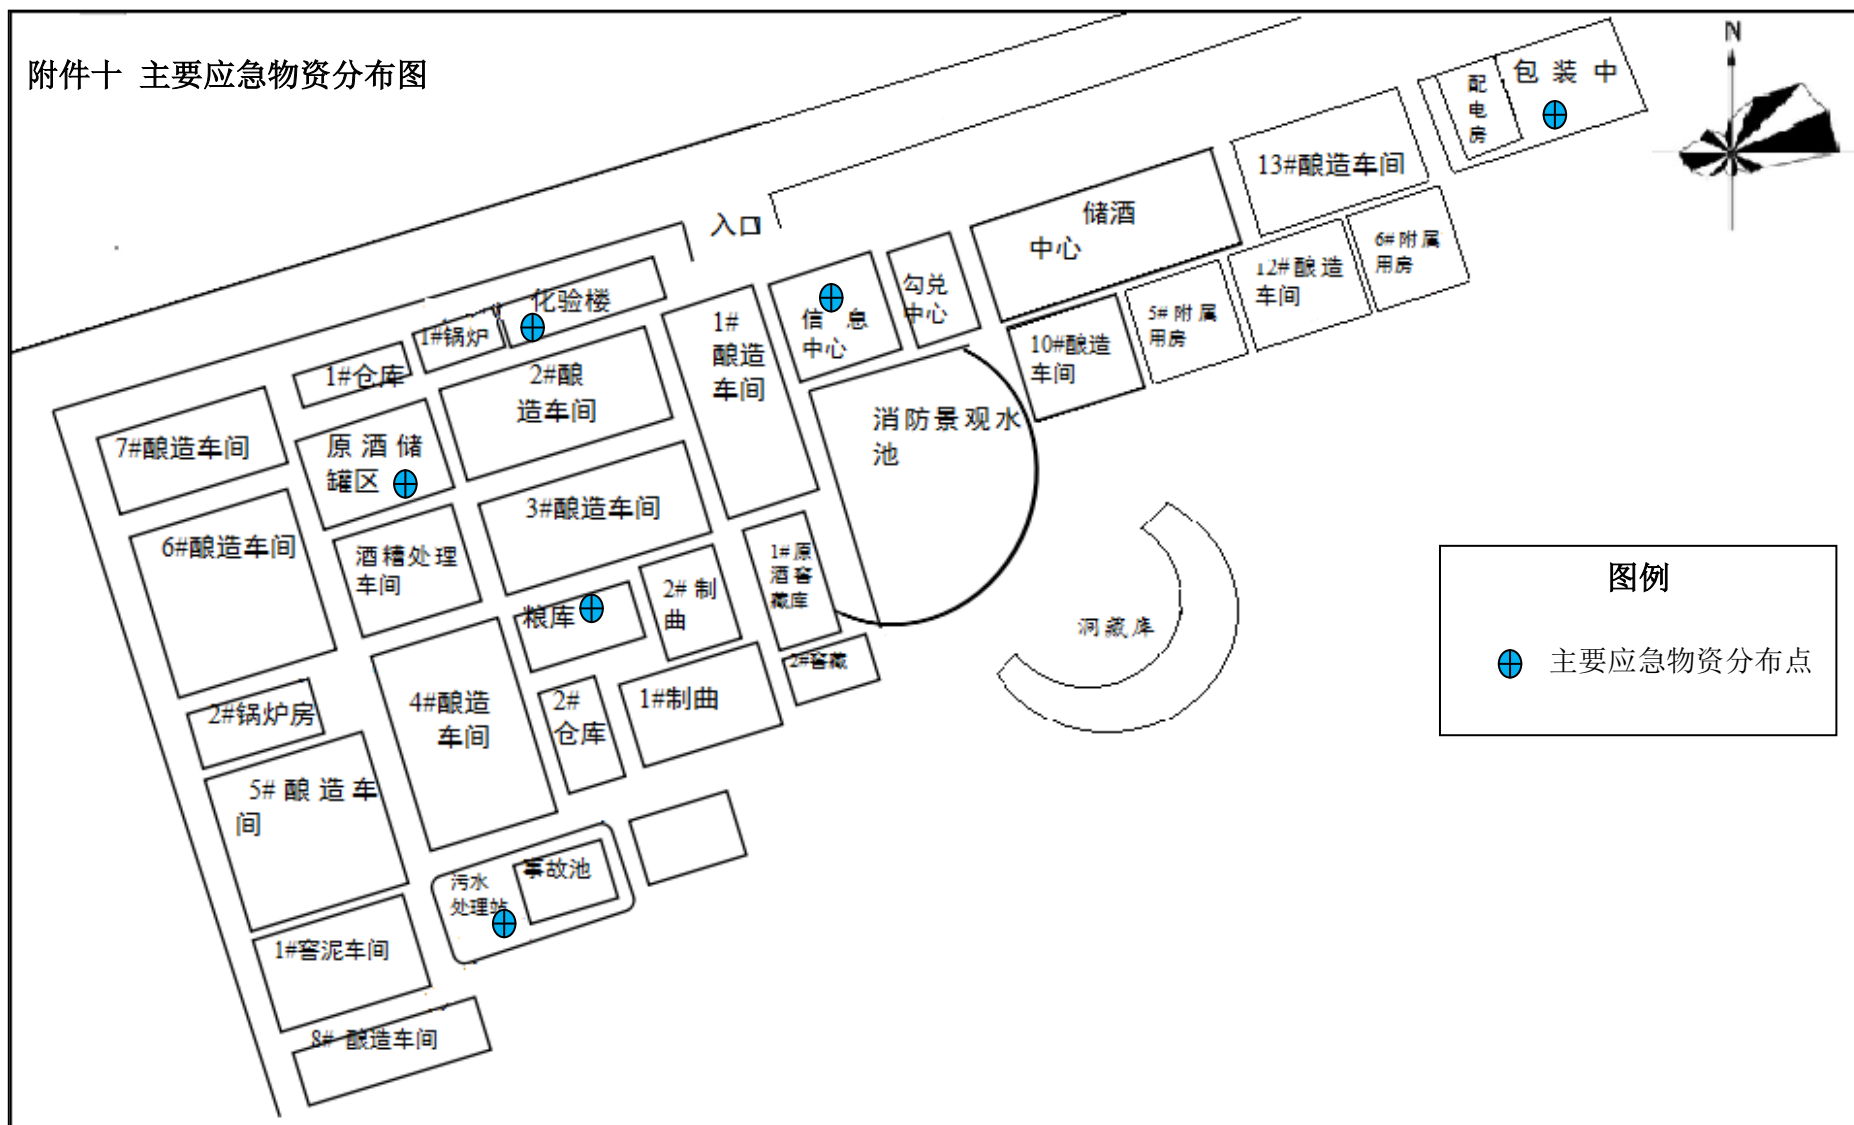 附件十 主要应急物资分布图
N
配
电
房
包 装 中
13#酿造车间
储酒
中心
入口
6# 附 属
用房
12# 酿 造
车间
5# 附 属
用房
10#酿造
车间
勾兑
中心
信 息
中心
化验楼
1#锅炉
1#仓库
1#
酿造
车间
2#酿
造车间
7#酿造车间
原 酒 储
罐区
消防景观水
池
3#酿造车间
6#酿造车间
酒糟处理
车间
1# 原
酒 窖
藏库
2# 制
曲
粮库
洞藏库
2#窖藏
图例
主要应急物资分布点
2#锅炉房
4#酿造
车间
2#
仓库
1#制曲
5# 酿 造 车
间
事故池
污水
处理站
1#窖泥车间
8# 酿造车间